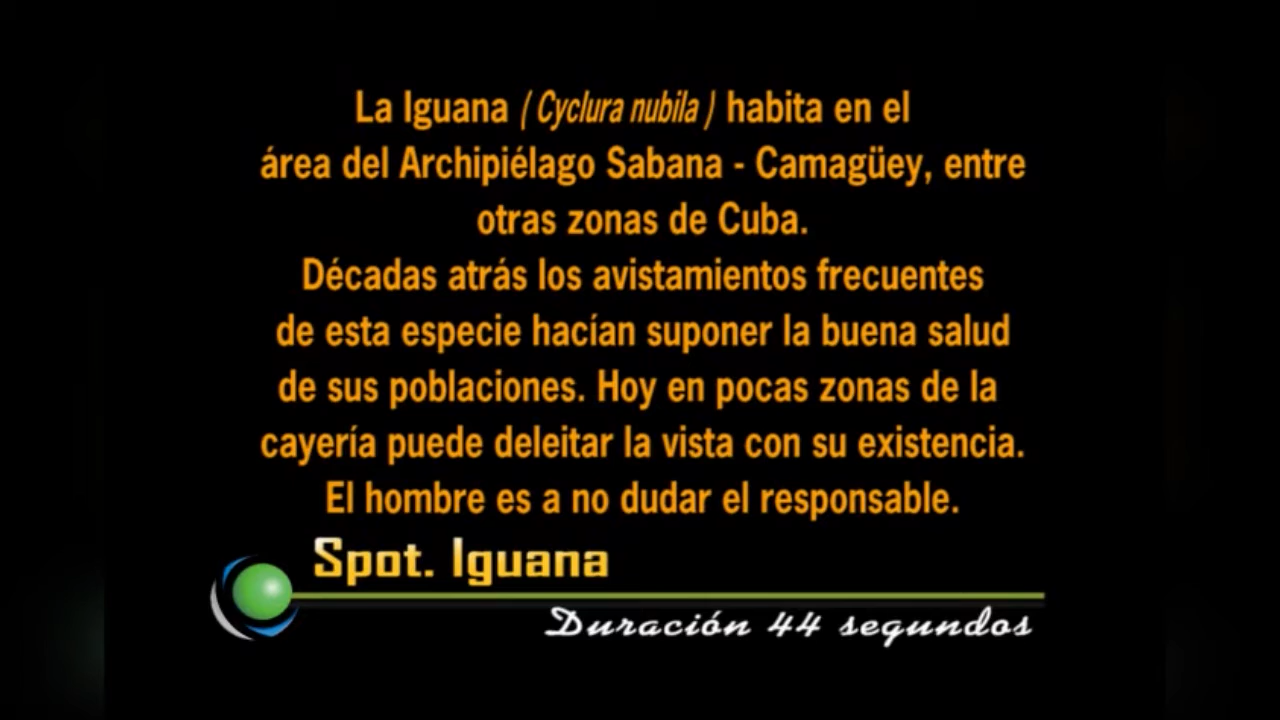 La Iguana ( Cyclura nubila ) habita en el
área del Archipiélago Sabana - Camagüey, entre
otras zonas de Cuba.
Décadas atrás los avistamientos frecuentes
de esta especie hacían suponer la buena salud
de sus poblaciones. Hoy en pocas zonas de la
cayería puede deleitar la vista con su existencia.
El hombre es a no dudar el responsable.
Spot. Iguana
Duración 44 segundos